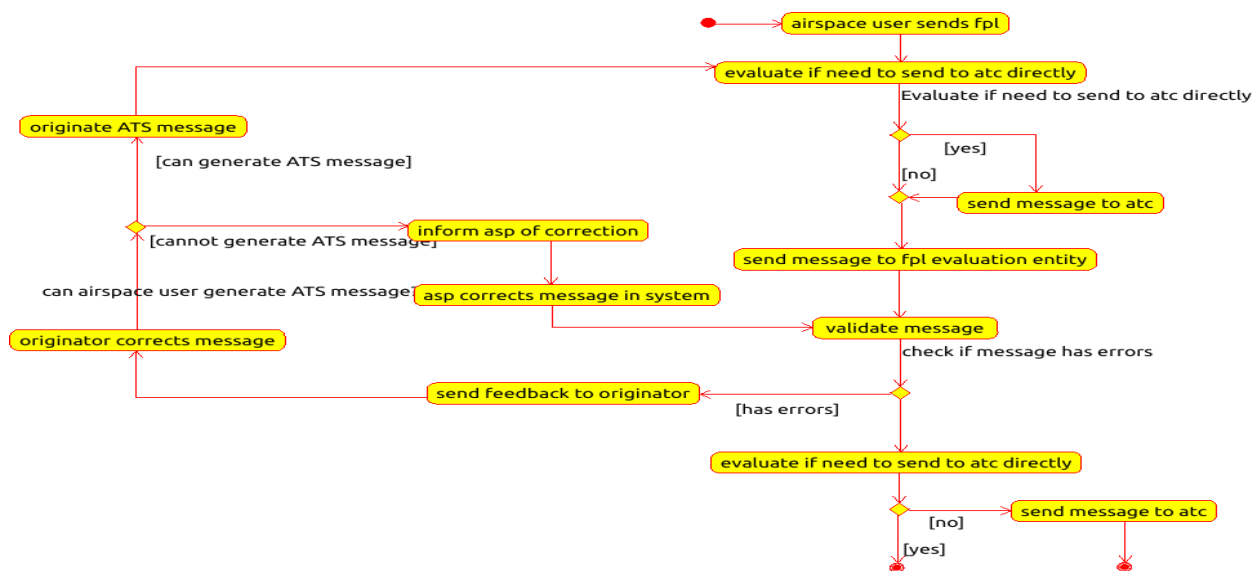 airspace user sends fpl
evaluate if need to send to atc directly
Evaluate if need to send to atc directly
originate ATS message
[yes]
[can generate ATS message]
[no]
send message to atc
inform asp of correction
[cannot generate ATS message]
send message to fpl evaluation entity
can airspace user generate ATS message?
asp corrects message in system
validate message
originator corrects message
check if message has errors
send feedback to originator
[has errors]
evaluate if need to send to atc directly
send message to atc
[no]
[yes]